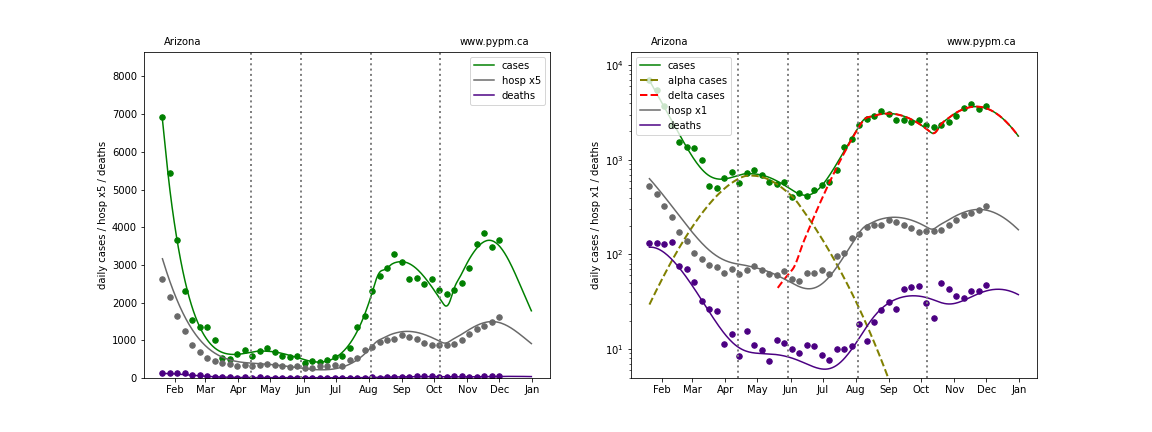 Arizona
www.pypm.ca
daily cases / hosp x5 / deaths
8000
7000
6000
5000
4000
3000
2000
1000
0
cases
hosp x5
deaths
Feb Mar Apr May Jun Jul Aug Sep Oct Nov Dec Jan
Arizona
www.pypm.ca
daily cases / hosp x1 / deaths
10⁴
10³
10²
10¹
cases
alpha cases
delta cases
hosp x1
deaths
Feb Mar Apr May Jun Jul Aug Sep Oct Nov Dec Jan